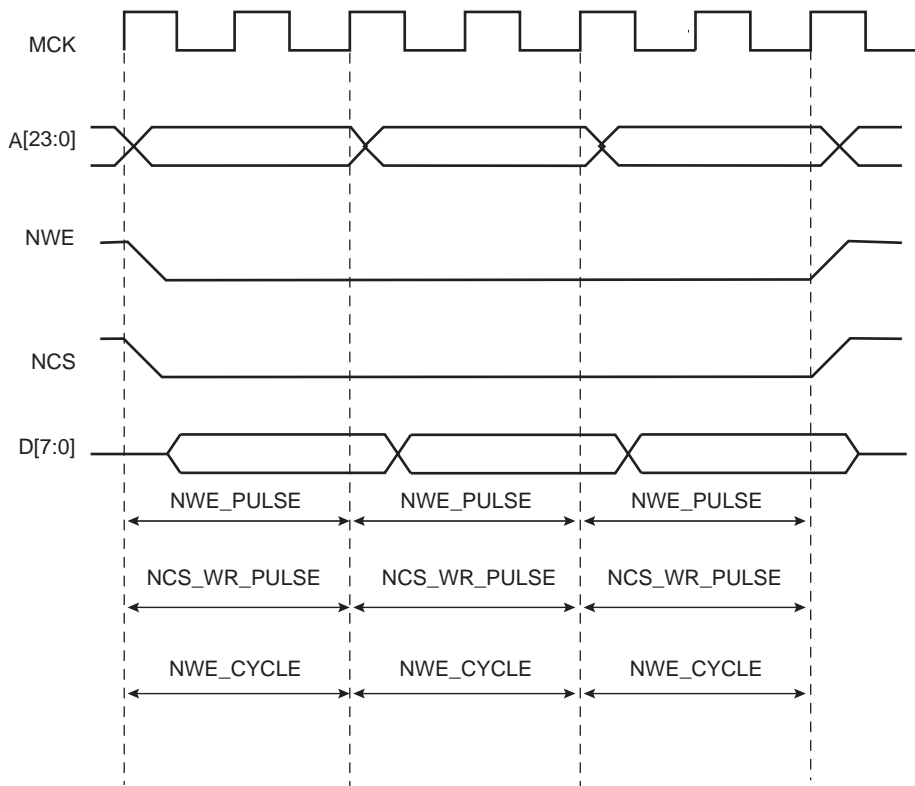 MCK
A[23:0]
NWE
NCS
D[7:0]
NWE_PULSE NWE_PULSE NWE_PULSE
NCS_WR_PULSE NCS_WR_PULSE NCS_WR_PULSE
NWE_CYCLE NWE_CYCLE NWE_CYCLE